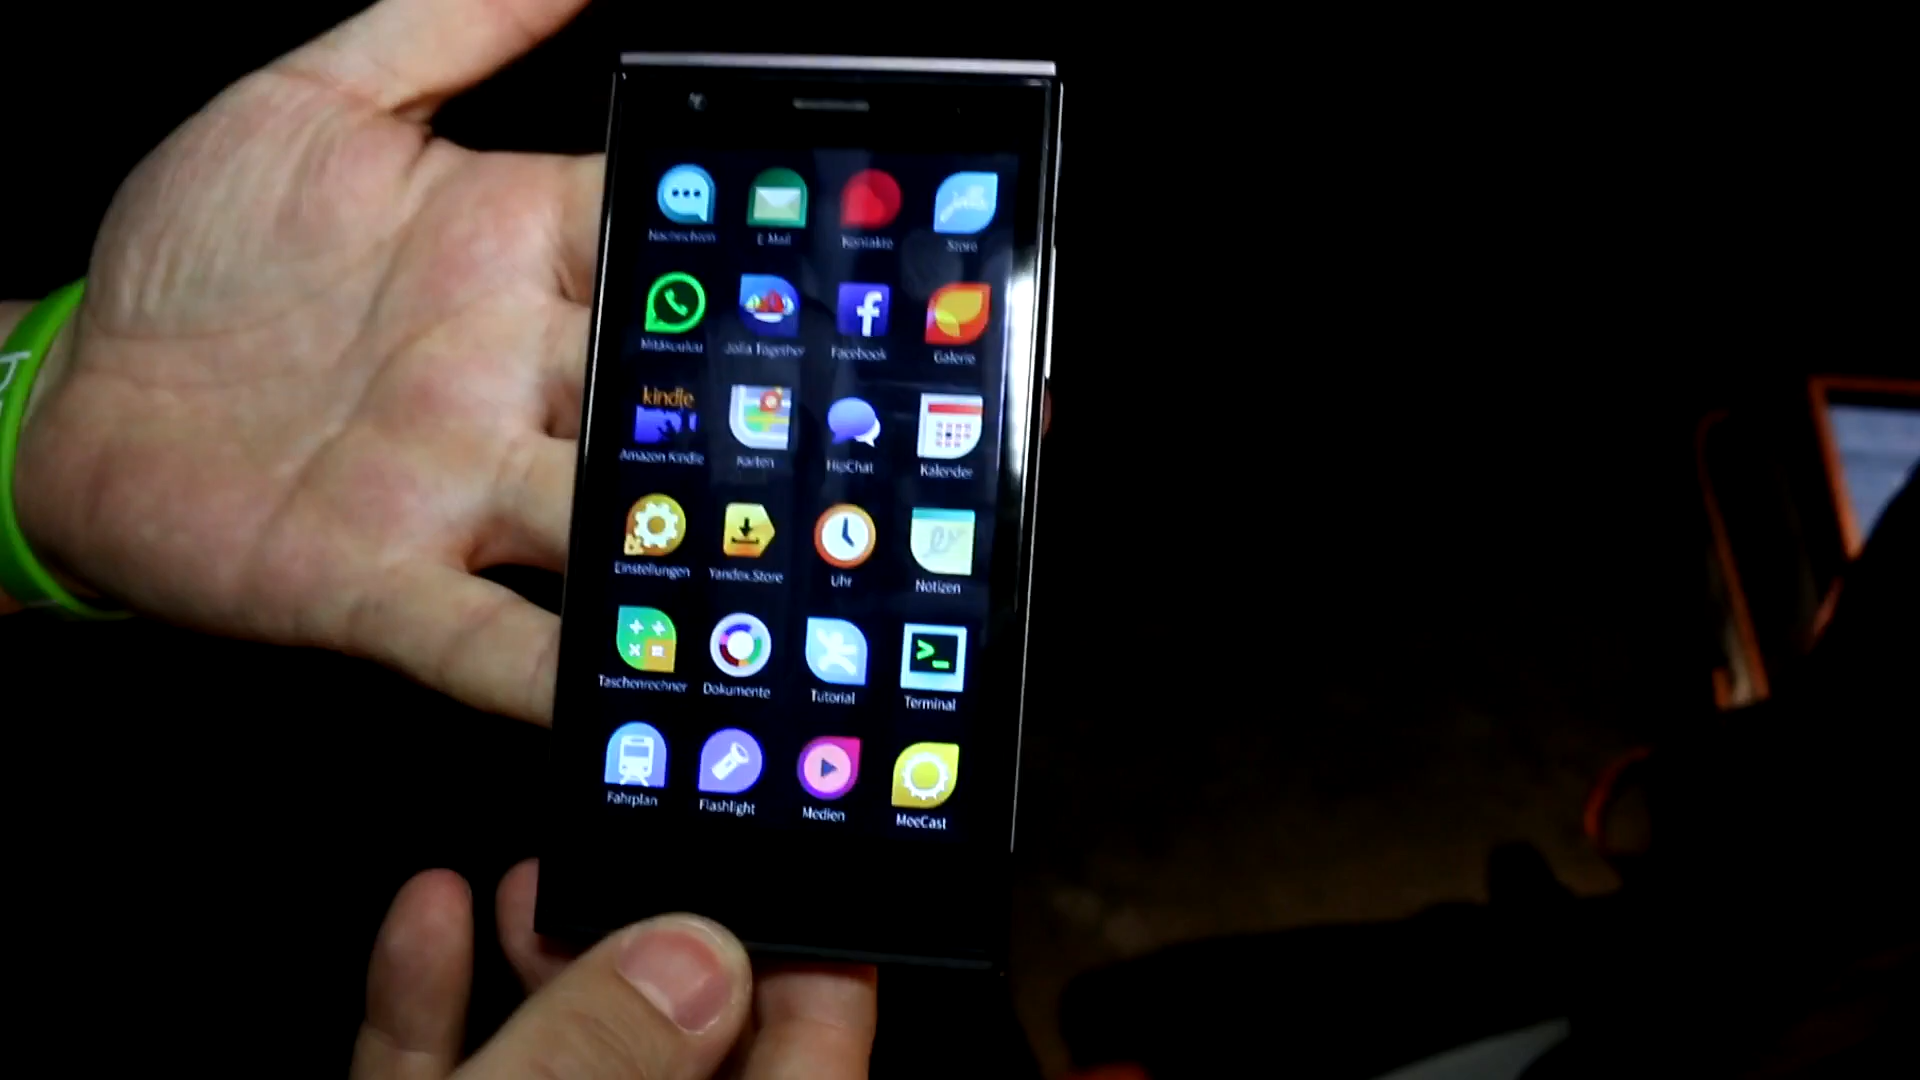 Nachrichten E-Mail Kontakte Store
Mitäkuuluu Jolla Together Facebook Galerie
kindle
Amazon Kindle Karten HipChat Kalender
Einstellungen Yandex.Store Uhr Notizen
Taschenrechner Dokumente Tutorial Terminal
Fahrplan Flashlight Medien MeeCast